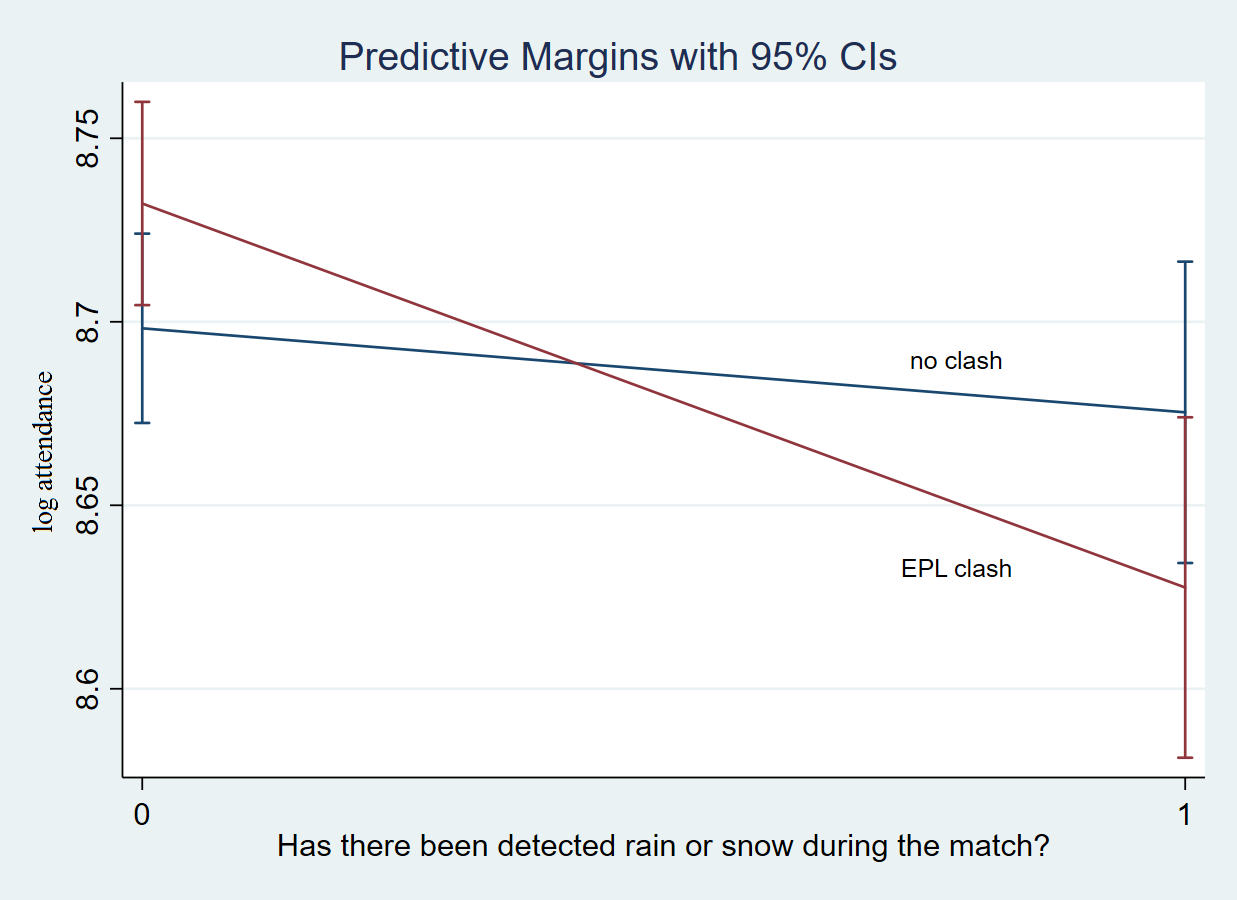 Predictive Margins with 95% CIs
log attendance
8.75
8.7
8.65
8.6
no clash
EPL clash
0
1
Has there been detected rain or snow during the match?